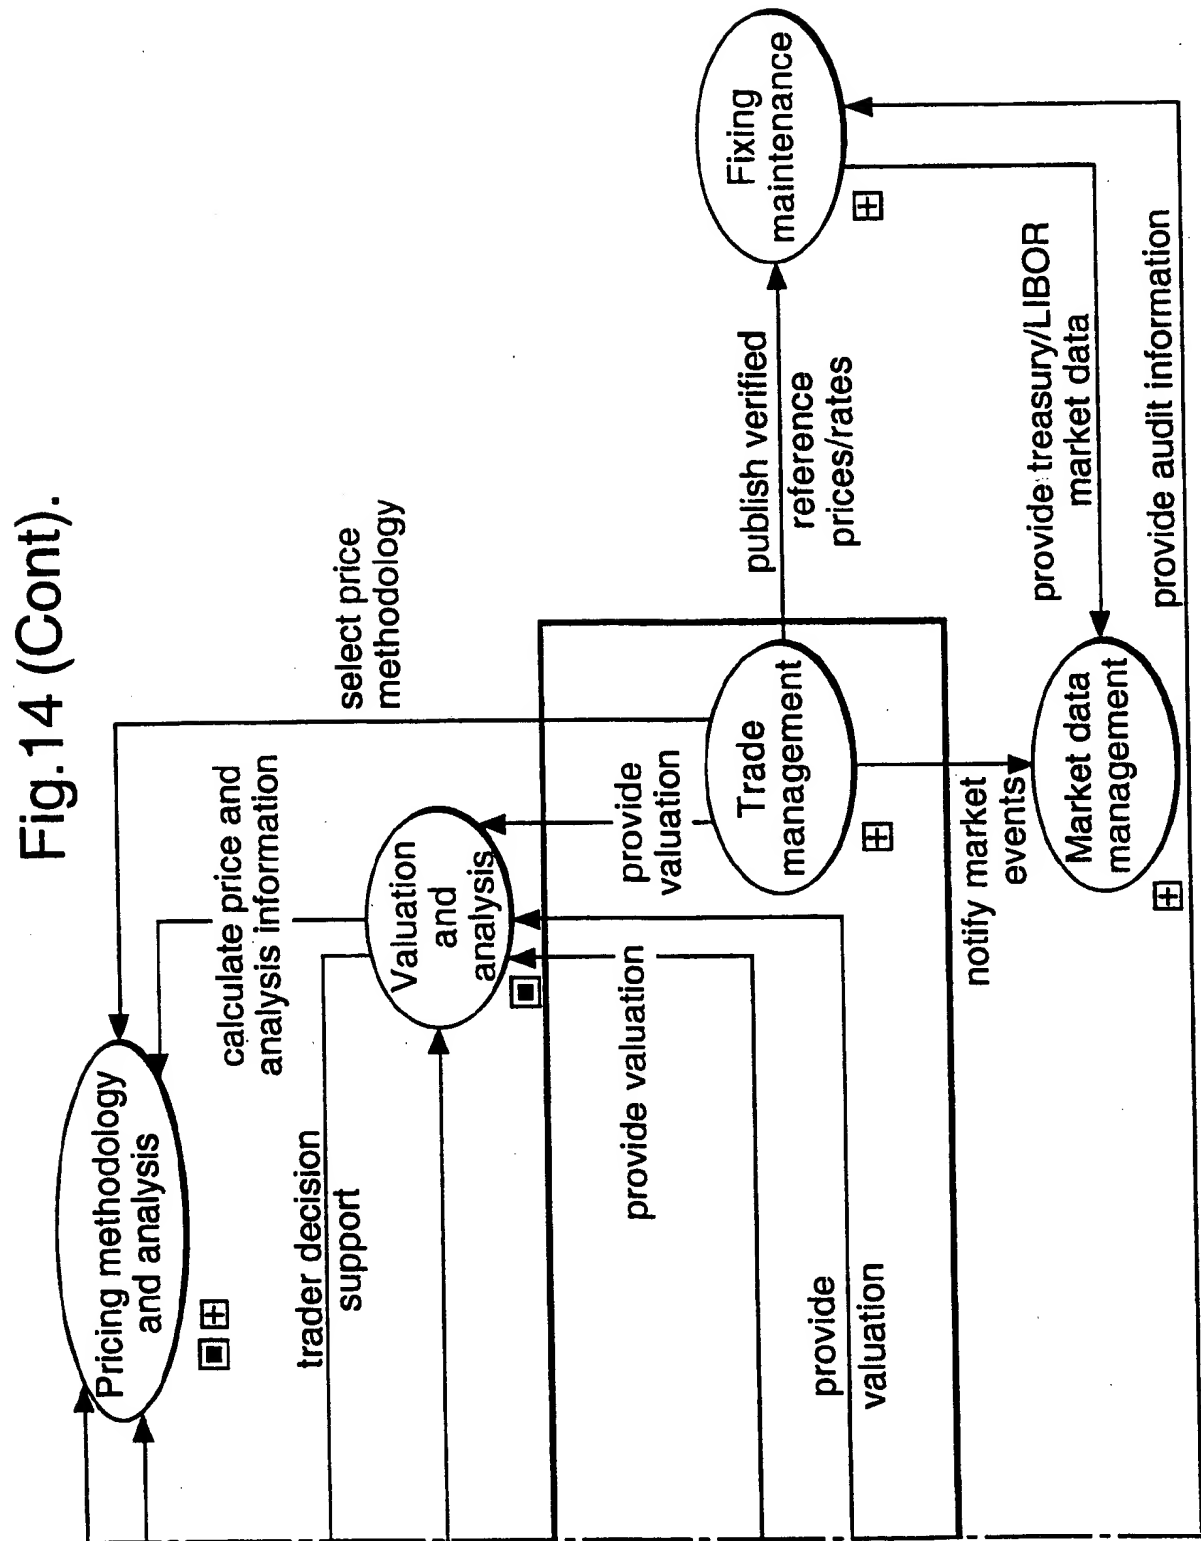 Fig.14 (Cont).
Pricing methodology
and analysis
select price
methodology
calculate price and
analysis information
trader decision
support
Valuation
and
analysis
provide
valuation
provide valuation
provide
valuation
Trade
management
publish verified
reference
prices/rates
Fixing
maintenance
notify market
events
Market data
management
provide treasury/LIBOR
market data
provide audit information